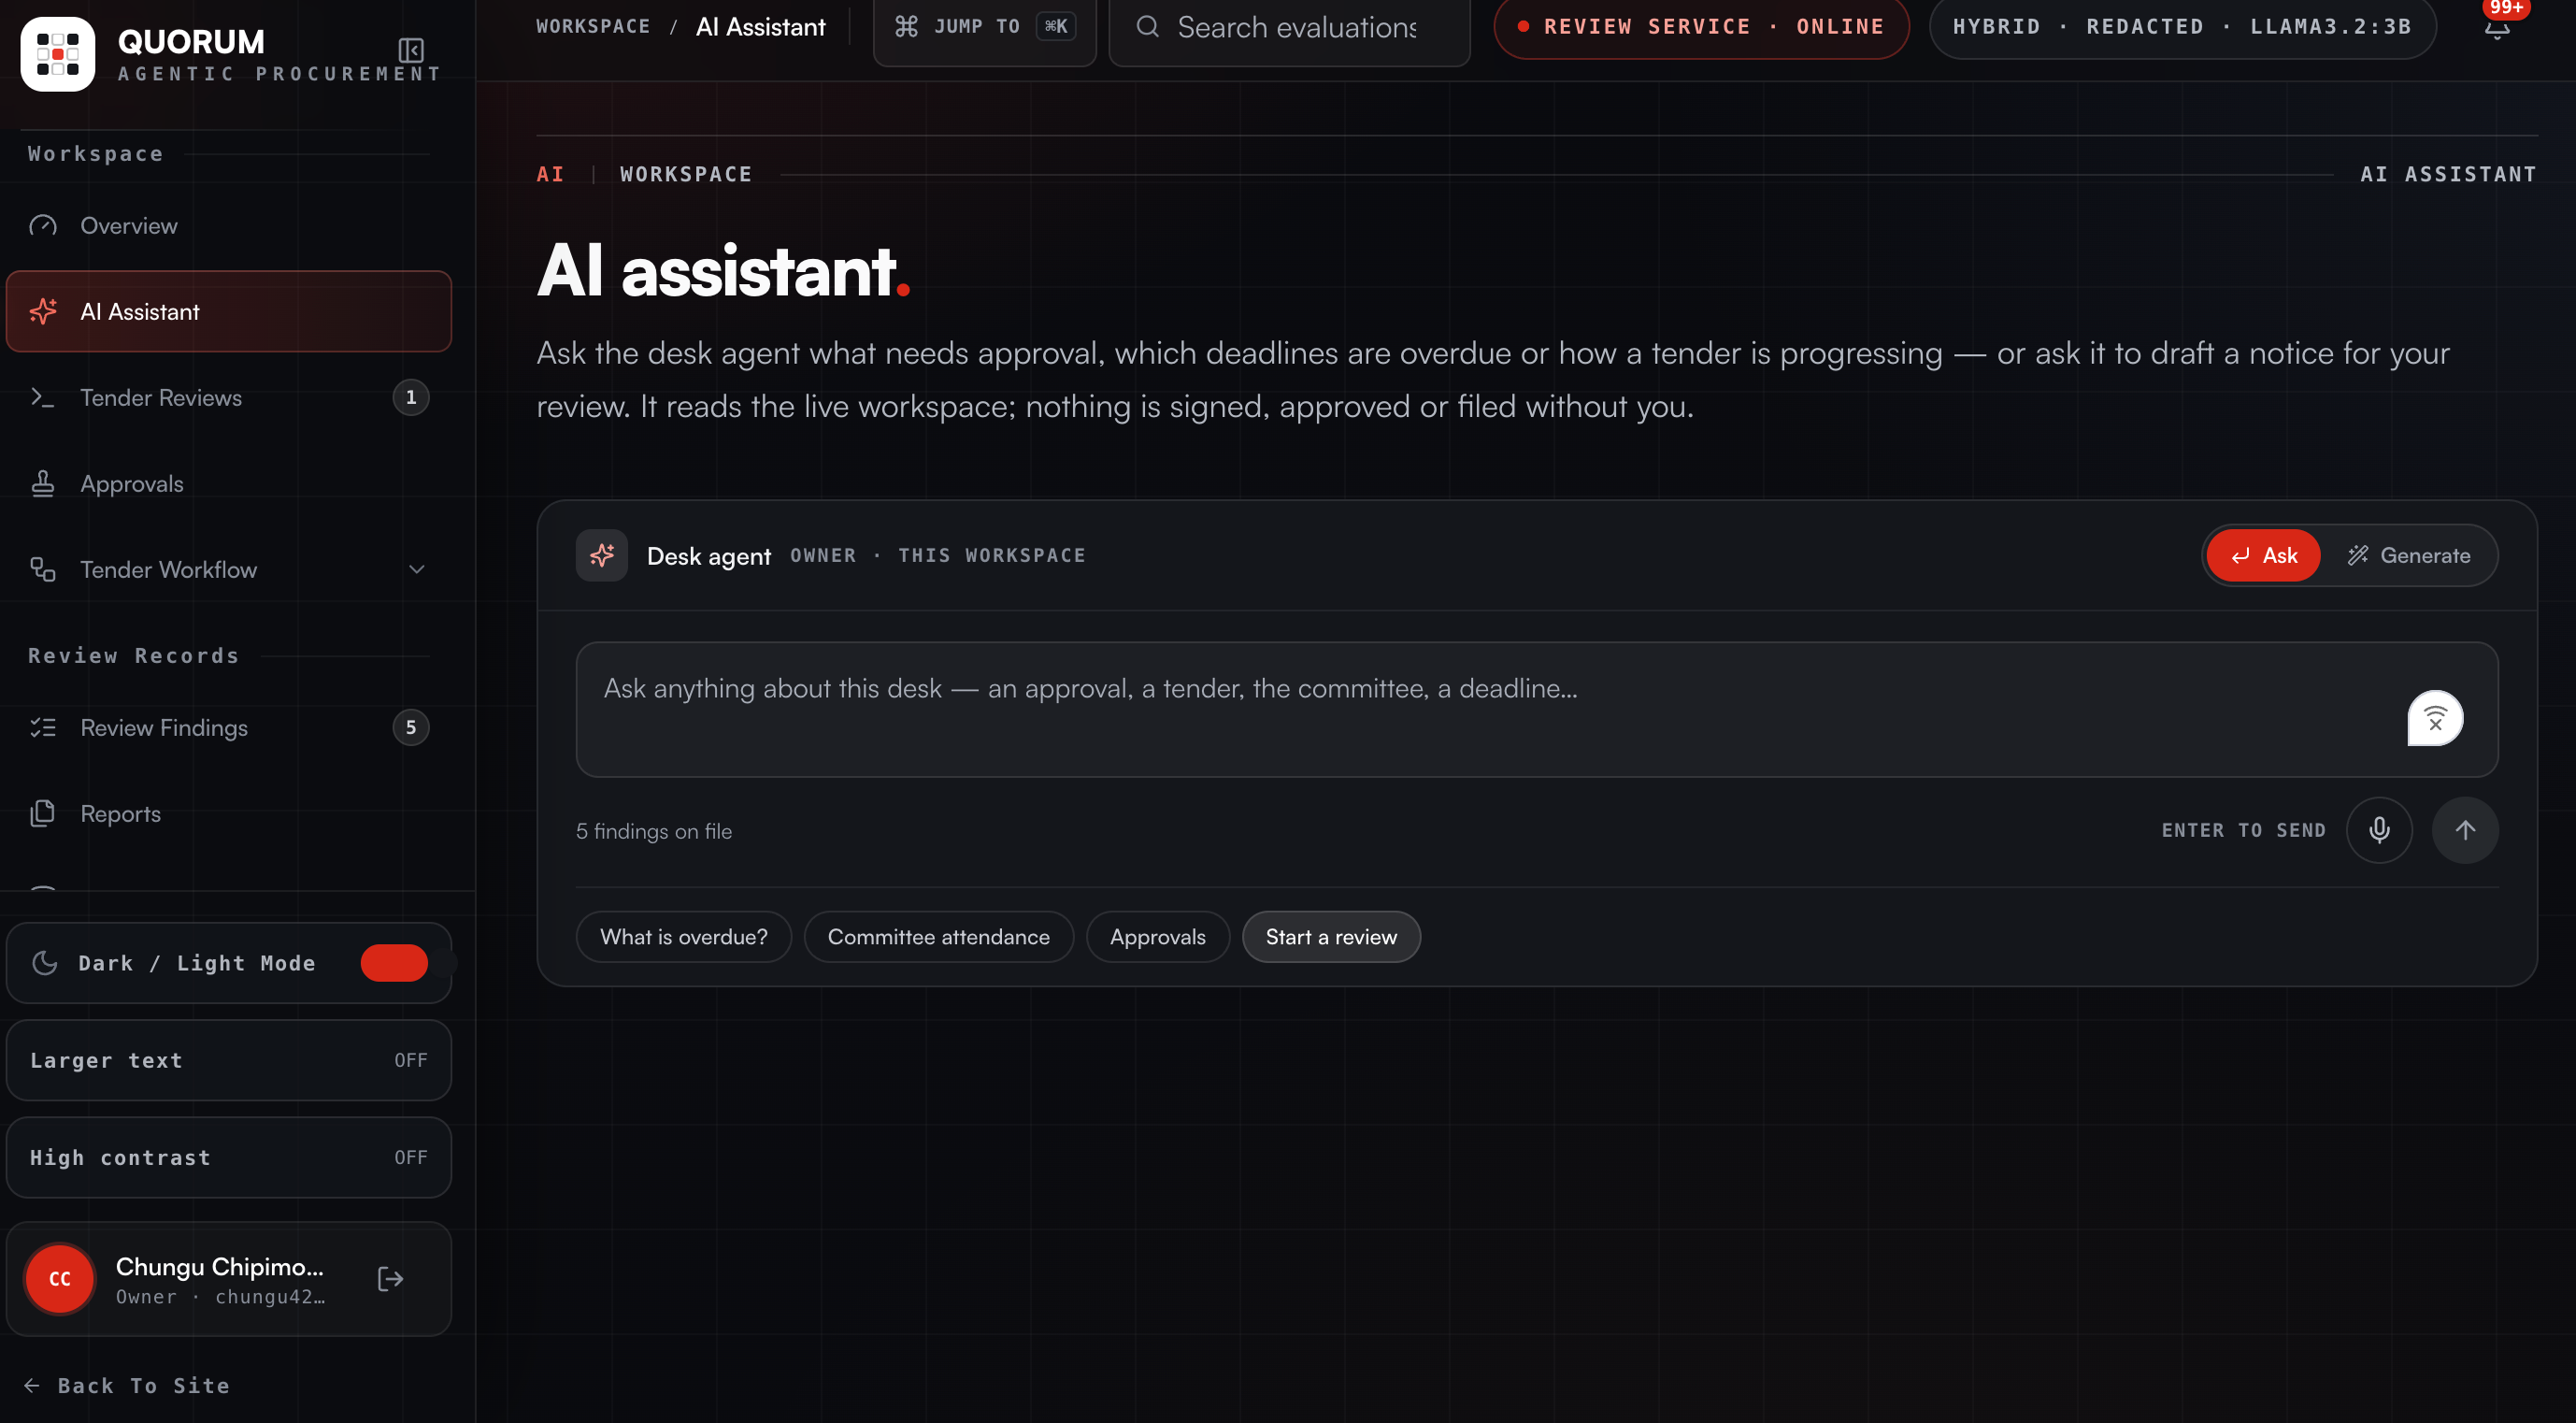 QUORUM
AGENTIC PROCUREMENT
Workspace
Overview
AI Assistant
Tender Reviews 1
Approvals
Tender Workflow
Review Records
Review Findings 5
Reports
Dark / Light Mode
Larger text OFF
High contrast OFF
CC
Chungu Chipimo...
Owner · chungu42...
Back To Site
WORKSPACE / AI Assistant
JUMP TO ⌘K
Search evaluations
REVIEW SERVICE · ONLINE
HYBRID · REDACTED · LLAMA3.2:3B
99+
AI | WORKSPACE
AI ASSISTANT
AI assistant.
Ask the desk agent what needs approval, which deadlines are overdue or how a tender is progressing — or ask it to draft a notice for your
review. It reads the live workspace; nothing is signed, approved or filed without you.
Desk agent OWNER · THIS WORKSPACE
Ask Generate
Ask anything about this desk — an approval, a tender, the committee, a deadline...
5 findings on file
ENTER TO SEND
What is overdue? Committee attendance Approvals Start a review